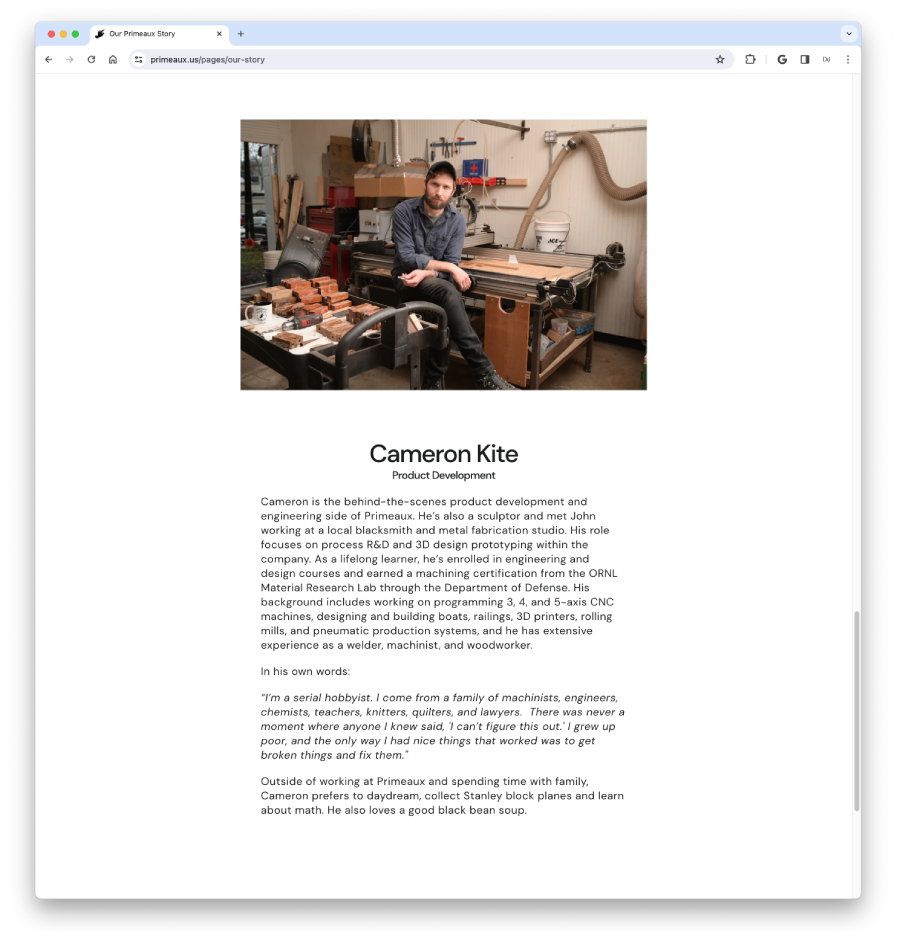 Our Primeaux Story
primeaux.us/pages/our-story
ACE
Cameron Kite
Product Development
Cameron is the behind-the-scenes product development and
engineering side of Primeaux. He’s also a sculptor and met John
working at a local blacksmith and metal fabrication studio. His role
focuses on process R&D and 3D design prototyping within the
company. As a lifelong learner, he’s enrolled in engineering and
design courses and earned a machining certification from the ORNL
Material Research Lab through the Department of Defense. His
background includes working on programming 3, 4, and 5-axis CNC
machines, designing and building boats, railings, 3D printers, rolling
mills, and pneumatic production systems, and he has extensive
experience as a welder, machinist, and woodworker.
In his own words:
“I’m a serial hobbyist. I come from a family of machinists, engineers,
chemists, teachers, knitters, quilters, and lawyers.  There was never a
moment where anyone I knew said, 'I can’t figure this out.' I grew up
poor, and the only way I had nice things that worked was to get
broken things and fix them."
Outside of working at Primeaux and spending time with family,
Cameron prefers to daydream, collect Stanley block planes and learn
about math. He also loves a good black bean soup.